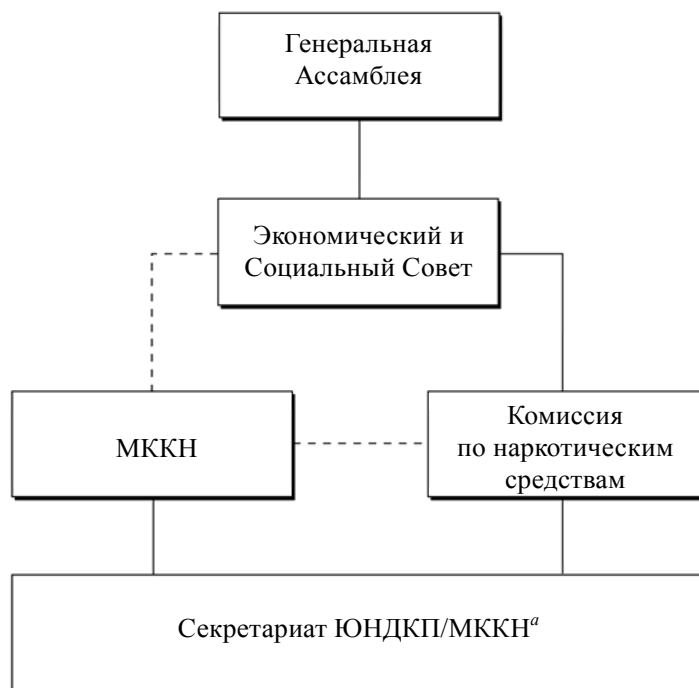 Генеральная
Ассамблея
Экономический и
Социальный Совет
МККН
Комиссия
по наркотическим
средствам
Секретариат ЮНДКП/МККНᵃ